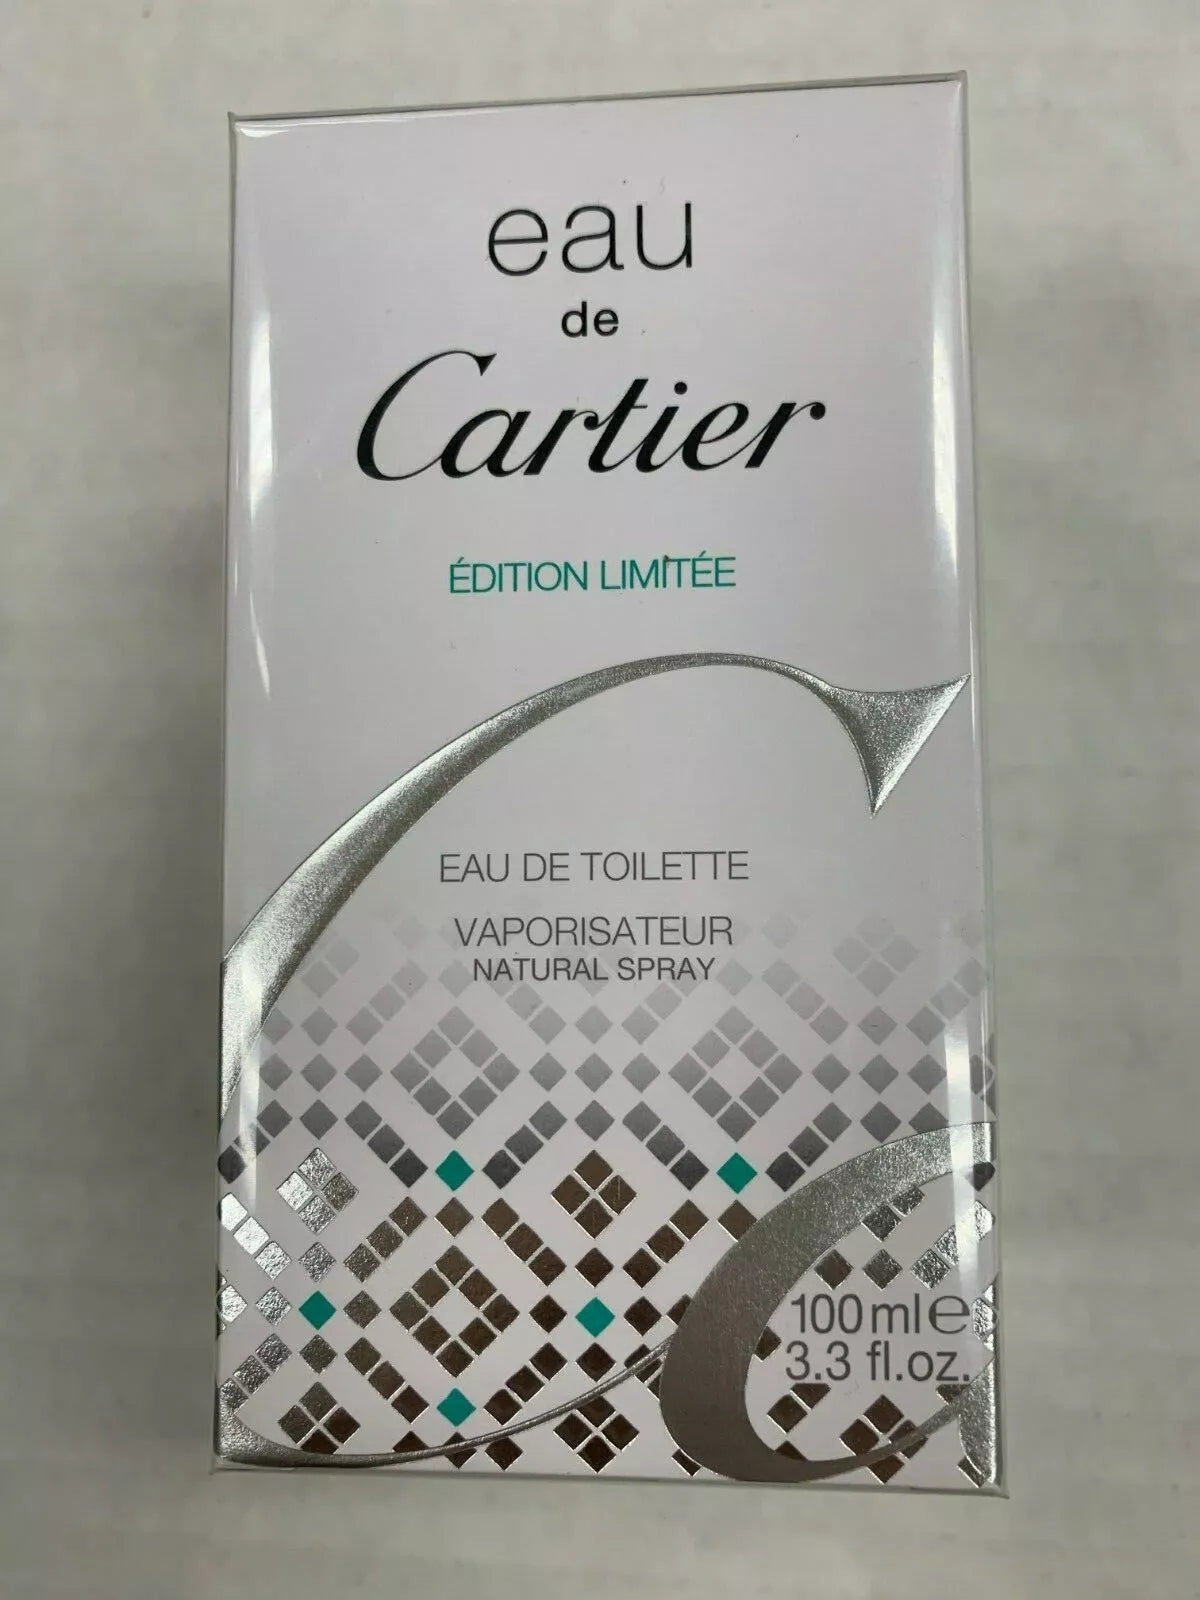 eau
de
Cartier
ÉDITION LIMITÉE
EAU DE TOILETTE
VAPORISATEUR
NATURAL SPRAY
100 ml ℮
3.3 fl.oz.